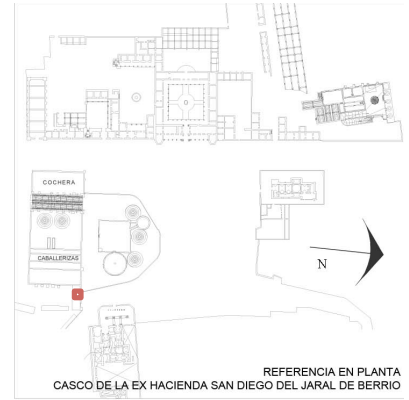 COCHERA
CABALLERIZAS
N
REFERENCIA EN PLANTA
CASCO DE LA EX HACIENDA SAN DIEGO DEL JARAL DE BERRIO